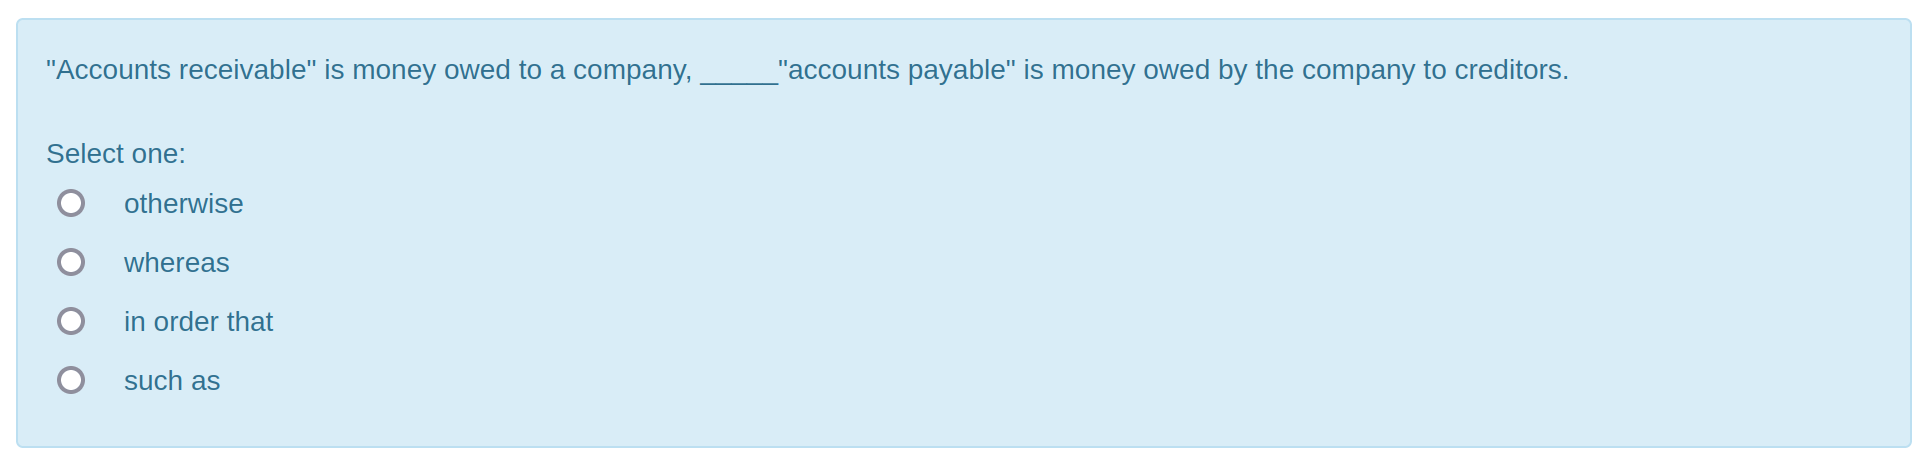 "Accounts receivable" is money owed to a company, _____"accounts payable" is money owed by the company to creditors.
Select one:
otherwise
whereas
in order that
such as